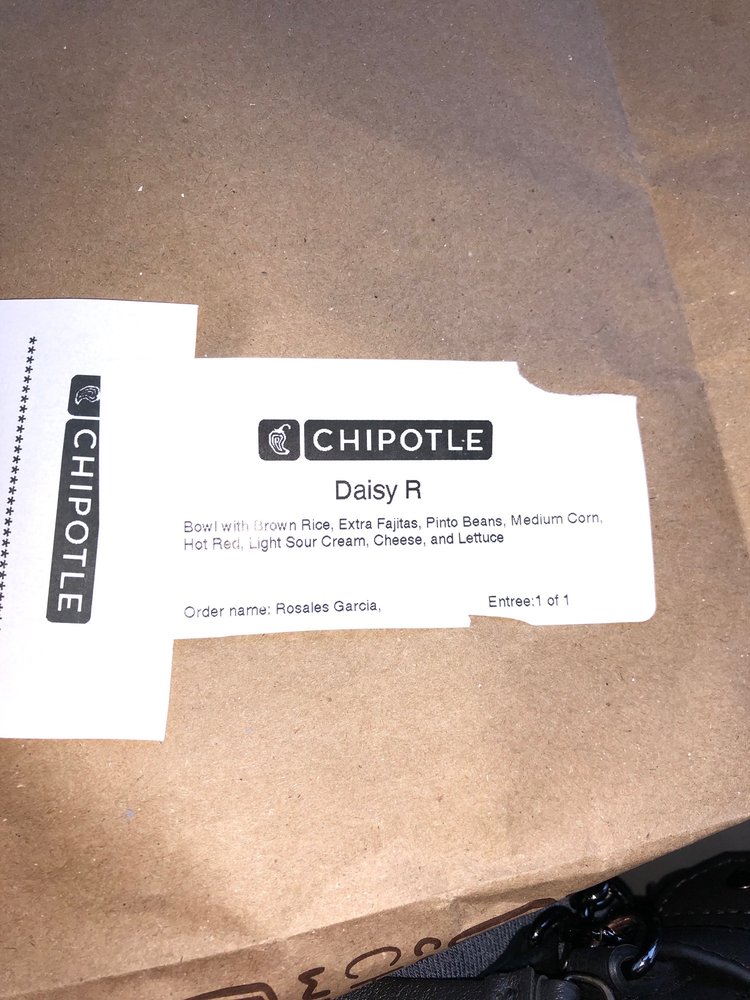 ***********************************
CHIPOTLE
CHIPOTLE
Daisy R
Bowl with Brown Rice, Extra Fajitas, Pinto Beans, Medium Corn,
Hot Red, Light Sour Cream, Cheese, and Lettuce
Order name: Rosales Garcia,
Entree:1 of 1